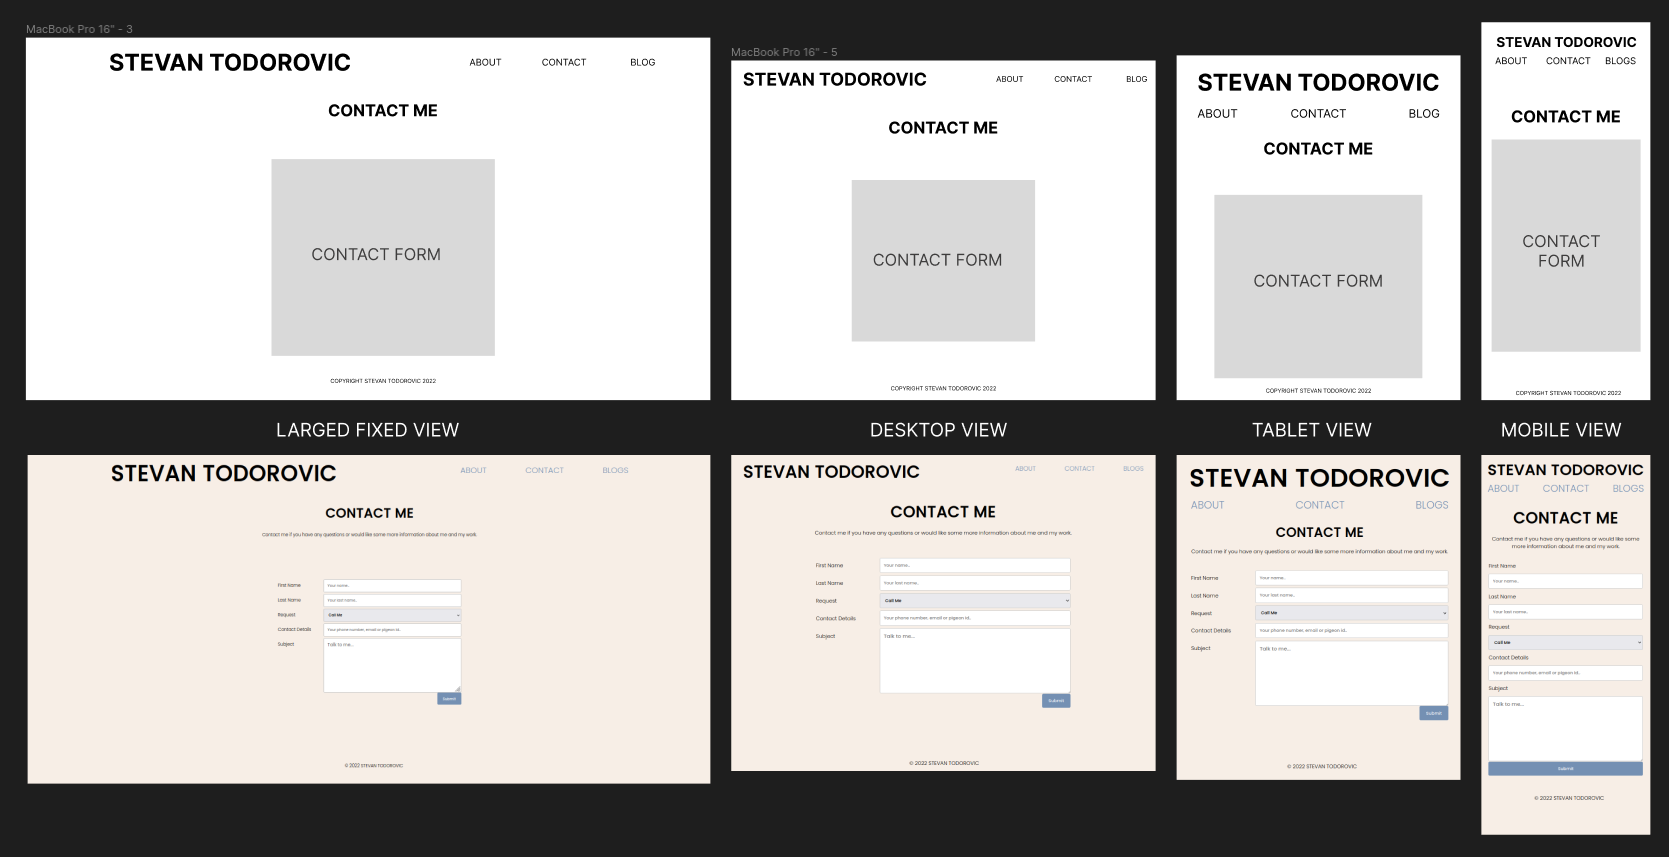 MacBook Pro 16" - 3
STEVAN TODOROVIC
ABOUT
CONTACT
BLOG
CONTACT ME
CONTACT FORM
COPYRIGHT STEVAN TODOROVIC 2022
LARGED FIXED VIEW
MacBook Pro 16" - 5
STEVAN TODOROVIC
ABOUT
CONTACT
BLOG
CONTACT ME
CONTACT FORM
COPYRIGHT STEVAN TODOROVIC 2022
DESKTOP VIEW
STEVAN TODOROVIC
ABOUT
CONTACT
BLOG
CONTACT ME
CONTACT FORM
COPYRIGHT STEVAN TODOROVIC 2022
TABLET VIEW
STEVAN TODOROVIC
ABOUT
CONTACT
BLOGS
CONTACT ME
CONTACT
FORM
COPYRIGHT STEVAN TODOROVIC 2022
MOBILE VIEW
STEVAN TODOROVIC
ABOUT
CONTACT
BLOGS
CONTACT ME
Contact me if you have any questions or would like some more information about me and my work.
First Name
Your name..
Last Name
Your last name..
Request
Call Me
Contact Details
Your phone number, email or pigeon id..
Subject
Talk to me...
Submit
© 2022 STEVAN TODOROVIC
STEVAN TODOROVIC
ABOUT
CONTACT
BLOGS
CONTACT ME
Contact me if you have any questions or would like some more information about me and my work.
First Name
Your name..
Last Name
Your last name..
Request
Call Me
Contact Details
Your phone number, email or pigeon id..
Subject
Talk to me...
Submit
© 2022 STEVAN TODOROVIC
STEVAN TODOROVIC
ABOUT
CONTACT
BLOGS
CONTACT ME
Contact me if you have any questions or would like some more information about me and my work.
First Name
Your name..
Last Name
Your last name..
Request
Call Me
Contact Details
Your phone number, email or pigeon id..
Subject
Talk to me...
Submit
© 2022 STEVAN TODOROVIC
STEVAN TODOROVIC
ABOUT
CONTACT
BLOGS
CONTACT ME
Contact me if you have any questions or would like some
more information about me and my work.
First Name
Your name..
Last Name
Your last name..
Request
Call Me
Contact Details
Your phone number, email or pigeon id..
Subject
Talk to me...
Submit
© 2022 STEVAN TODOROVIC